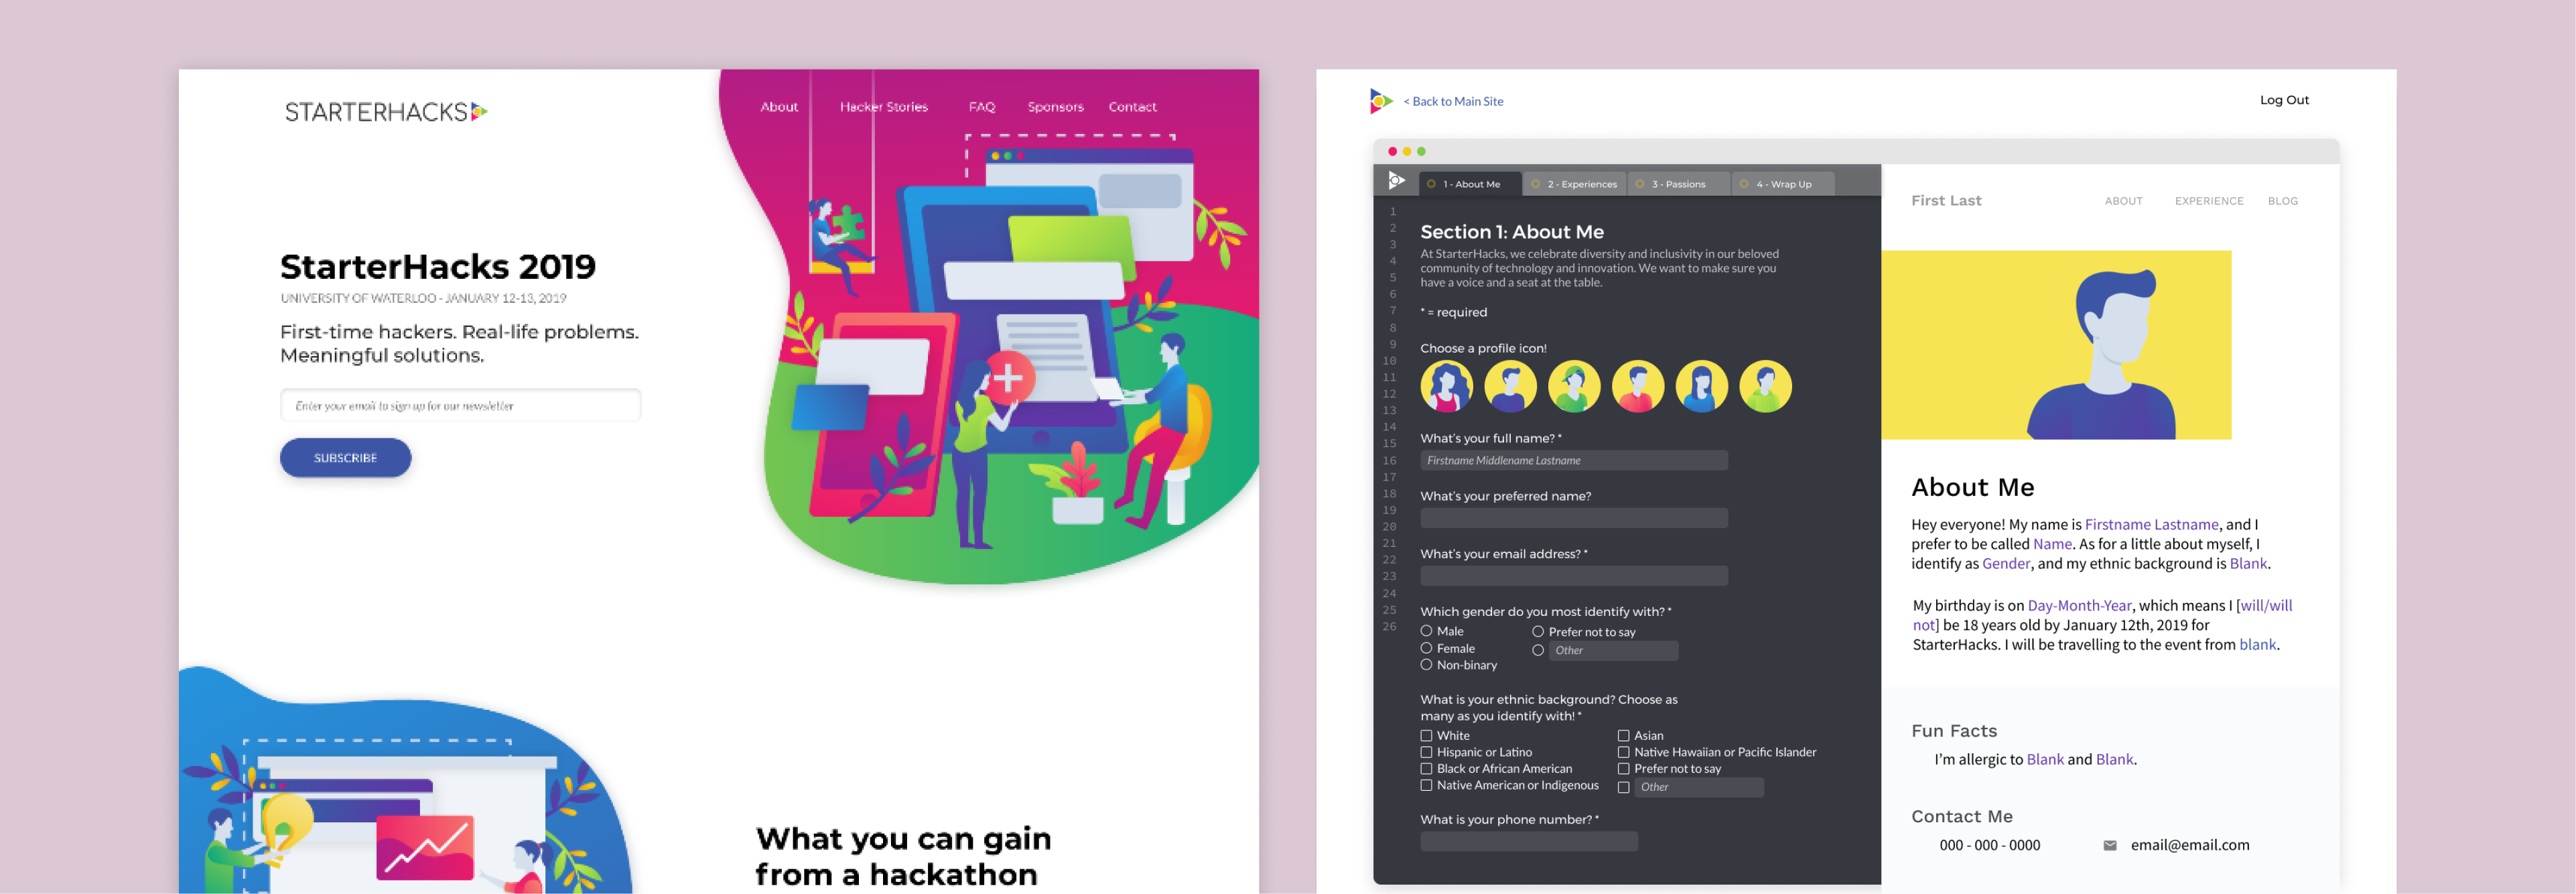 STARTERHACKS
About Hacker Stories FAQ Sponsors Contact
StarterHacks 2019
UNIVERSITY OF WATERLOO - JANUARY 12-13, 2019
First-time hackers. Real-life problems.
Meaningful solutions.
Enter your email to sign up for our newsletter
SUBSCRIBE
What you can gain
from a hackathon
< Back to Main Site
Log Out
1 - About Me
2 - Experiences
3 - Passions
4 - Wrap Up
1
2
3
4
5
6
7
8
9
10
11
12
13
14
15
16
17
18
19
20
21
22
23
24
25
26
Section 1: About Me
At StarterHacks, we celebrate diversity and inclusivity in our beloved
community of technology and innovation. We want to make sure you
have a voice and a seat at the table.
* = required
Choose a profile icon!
What's your full name? *
Firstname Middlename Lastname
What's your preferred name?
What's your email address? *
Which gender do you most identify with? *
Male
Female
Non-binary
Prefer not to say
Other
What is your ethnic background? Choose as
many as you identify with! *
White
Hispanic or Latino
Black or African American
Native American or Indigenous
Asian
Native Hawaiian or Pacific Islander
Prefer not to say
Other
What is your phone number? *
First Last
ABOUT EXPERIENCE BLOG
About Me
Hey everyone! My name is Firstname Lastname, and I
prefer to be called Name. As for a little about myself, I
identify as Gender, and my ethnic background is Blank.
My birthday is on Day-Month-Year, which means I [will/will
not] be 18 years old by January 12th, 2019 for
StarterHacks. I will be travelling to the event from blank.
Fun Facts
I'm allergic to Blank and Blank.
Contact Me
000 - 000 - 0000
email@email.com